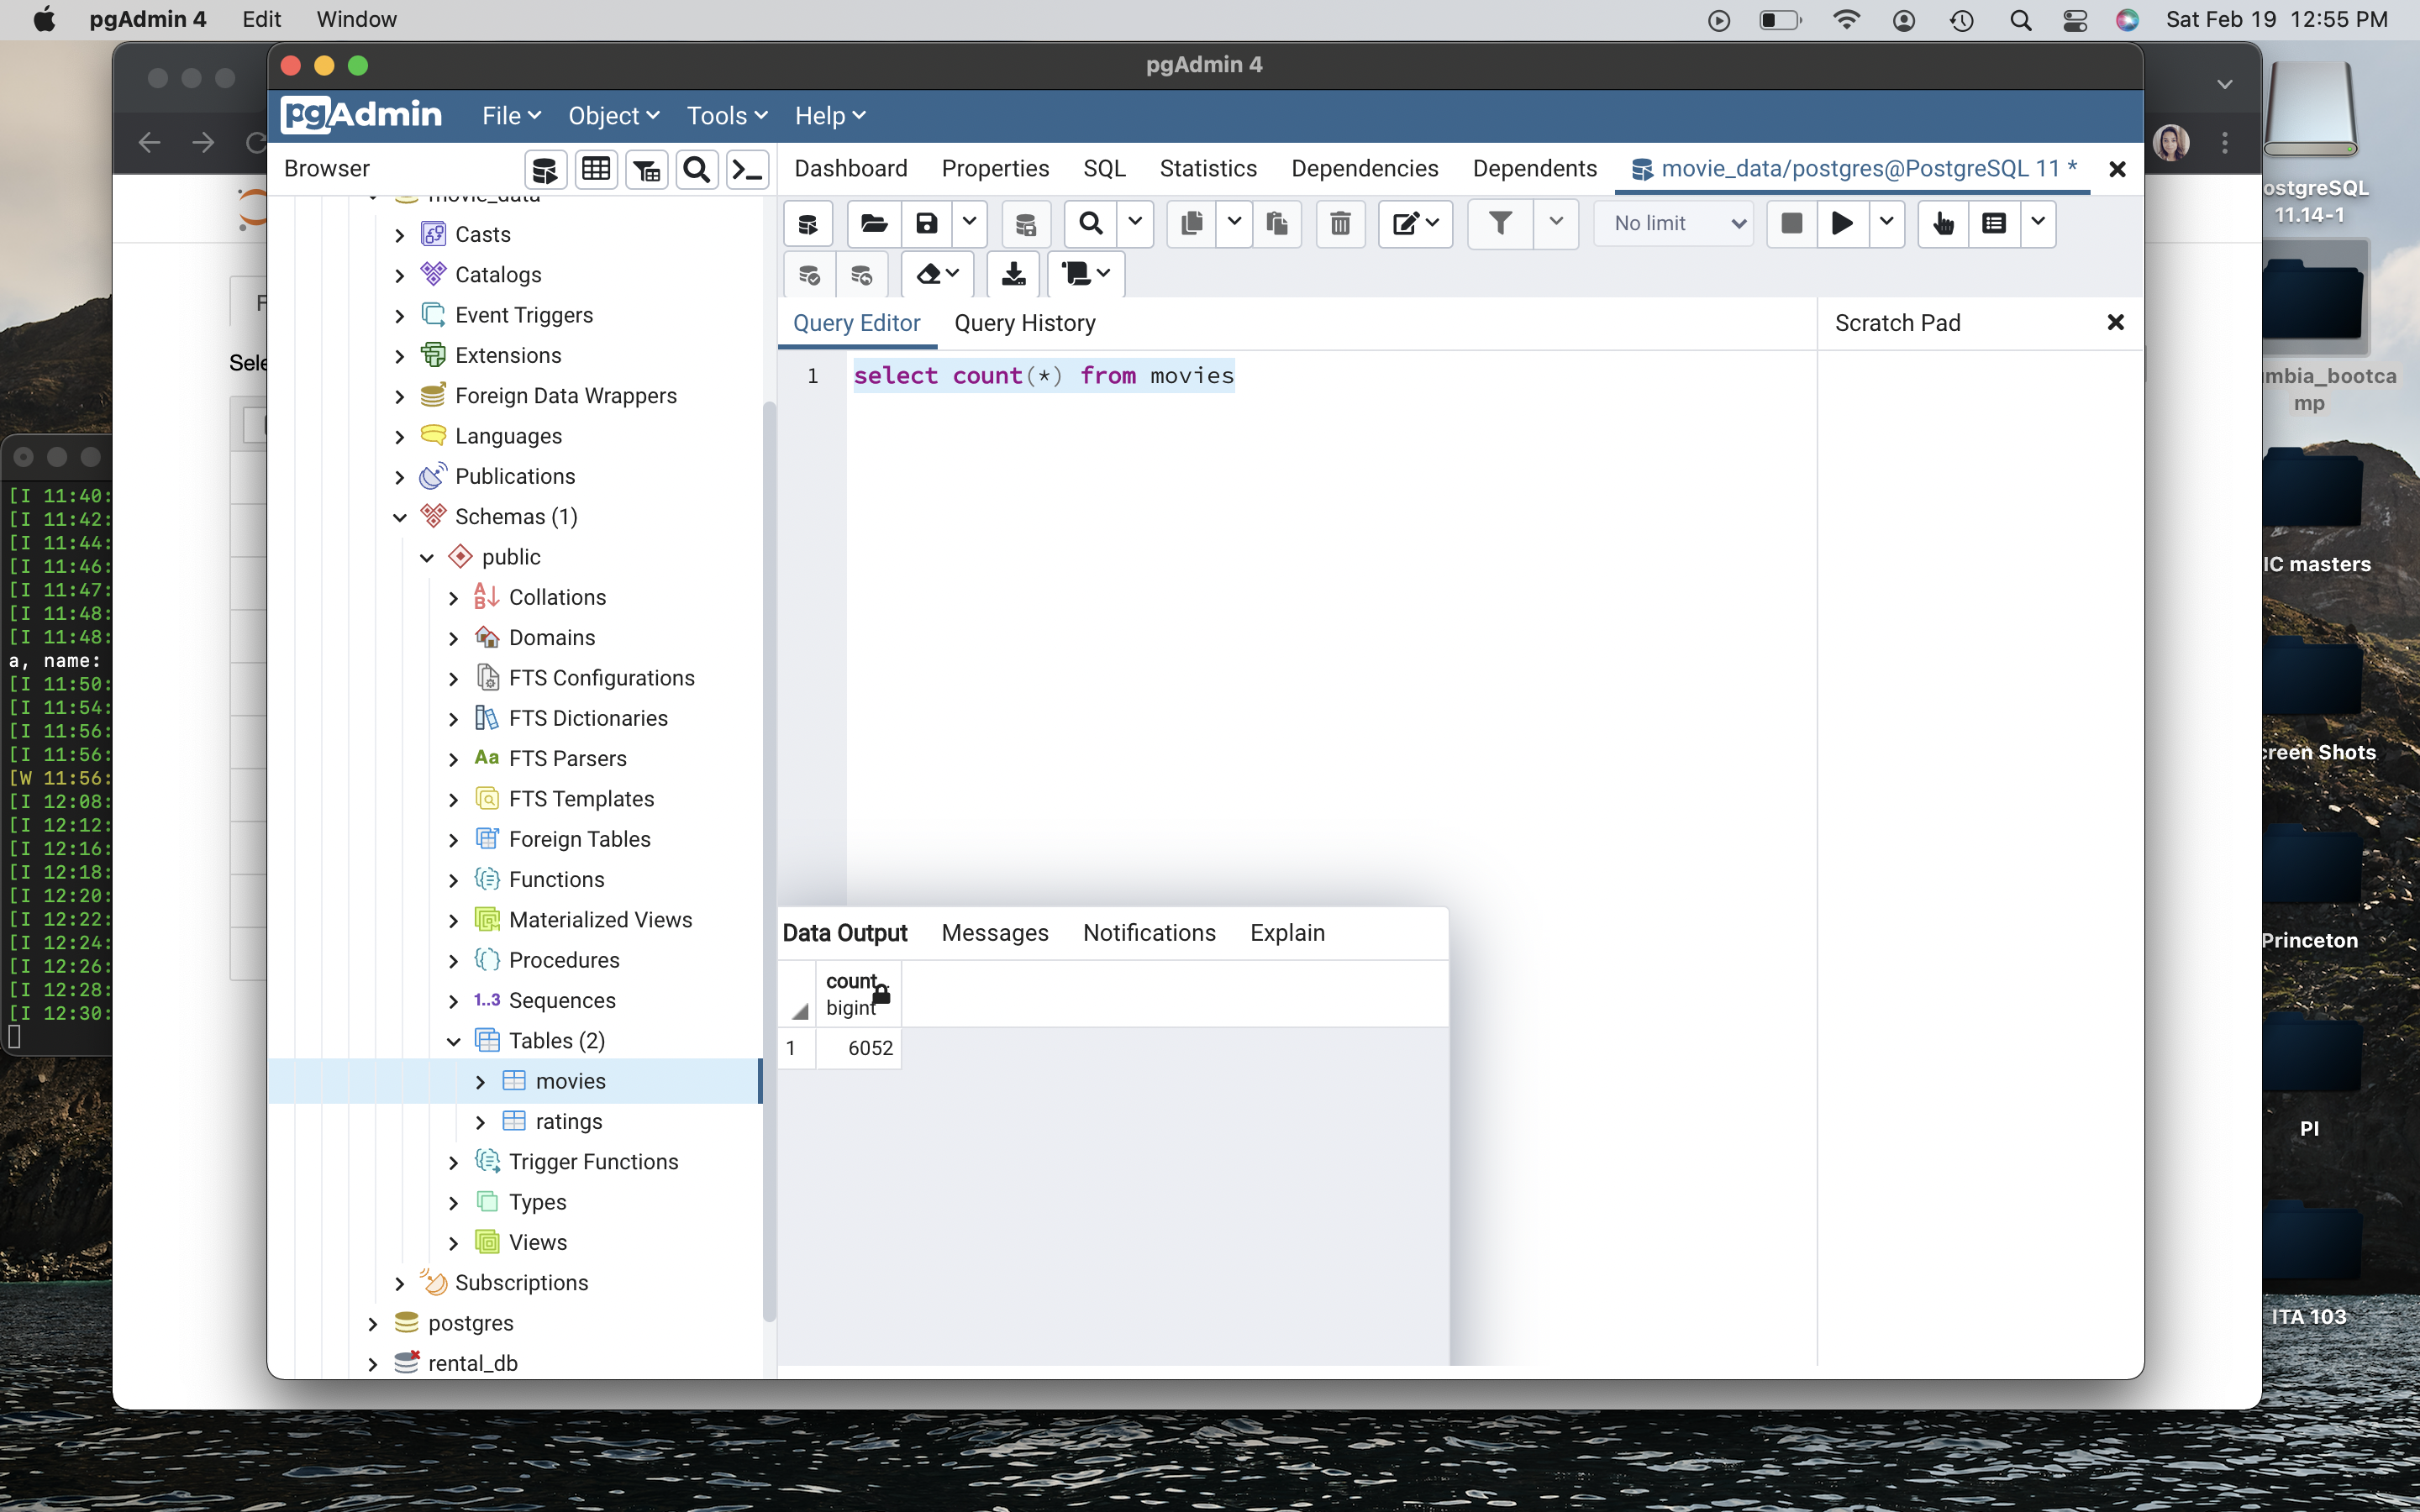 pgAdmin 4 Edit Window Sat Feb 19 12:55 PM
pgAdmin 4
pgAdmin File Object Tools Help
Browser
Dashboard Properties SQL Statistics Dependencies Dependents movie_data/postgres@PostgreSQL 11 *
No limit
Query Editor Query History Scratch Pad
1 select count(*) from movies
movie_data
Casts
Catalogs
Event Triggers
Extensions
Foreign Data Wrappers
Languages
Publications
Schemas (1)
public
Collations
Domains
FTS Configurations
FTS Dictionaries
Aa FTS Parsers
FTS Templates
Foreign Tables
Functions
Materialized Views
Procedures
1..3 Sequences
Tables (2)
movies
ratings
Trigger Functions
Types
Views
Subscriptions
postgres
rental_db
Data Output Messages Notifications Explain
count
bigint
1 6052
F
Sele
[I 11:40:
[I 11:42:
[I 11:44:
[I 11:46:
[I 11:47:
[I 11:48:
[I 11:48:
a, name:
[I 11:50:
[I 11:54:
[I 11:56:
[I 11:56:
[W 11:56:
[I 12:08:
[I 12:12:
[I 12:16:
[I 12:18:
[I 12:20:
[I 12:22:
[I 12:24:
[I 12:26:
[I 12:28:
[I 12:30:
ostgreSQL
11.14-1
mbia_bootca
mp
IC masters
creen Shots
Princeton
PI
ITA 103